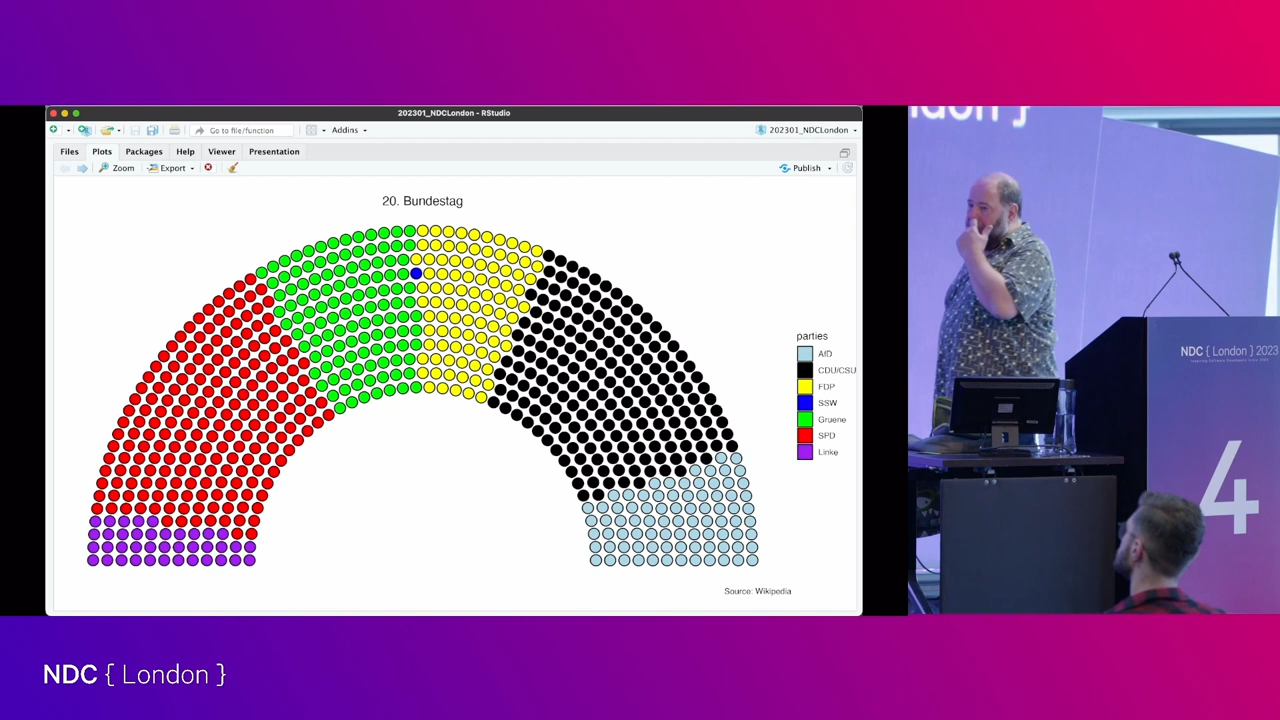 202301_NDCLondon - RStudio
Go to file/function
Addins
202301_NDCLondon
Files
Plots
Packages
Help
Viewer
Presentation
Zoom
Export
Publish
20. Bundestag
parties
AfD
CDU/CSU
FDP
SSW
Gruene
SPD
Linke
Source: Wikipedia
London }
NDC { London } 2023
4
NDC { London }